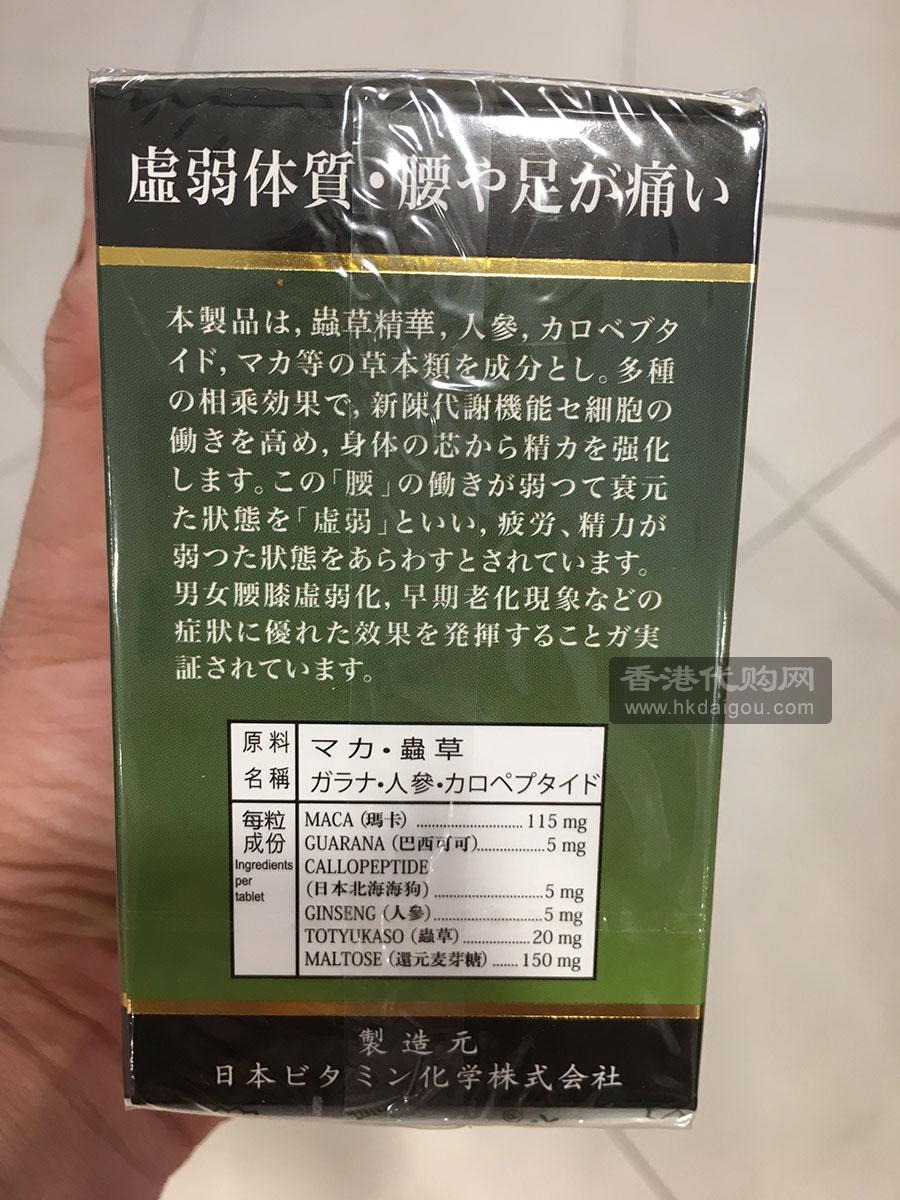 虚弱体質・腰や足が痛い
本製品は, 蟲草精華, 人參, カロベブタ
イド, マカ等の草本類を成分とし。多種
の相乗効果で, 新陳代謝機能セ細胞の
働きを高め, 身体の芯から精力を强化
します。この「腰」の働きが弱つて衰元
た狀態を「虚弱」といい, 疲労、精力が
弱つた狀態をあらわすとされています。
男女腰膝虚弱化, 早期老化現象などの
症狀に優れた効果を発揮することガ実
証されています。
香港代购网
www.hkdaigou.com
原料
名稱
マカ・蟲草
ガラナ・人參・カロペプタイド
每粒
成份
Ingredients
per
tablet
MACA (瑪卡) ........................... 115 mg
GUARANA (巴西可可)..................5 mg
CALLOPEPTIDE
(日本北海海狗) ............................ 5 mg
GINSENG (人參)............................5 mg
TOTYUKASO (蟲草) ................. 20 mg
MALTOSE (還元麦芽糖) ....... 150 mg
製造元
日本ビタミン化学株式会社